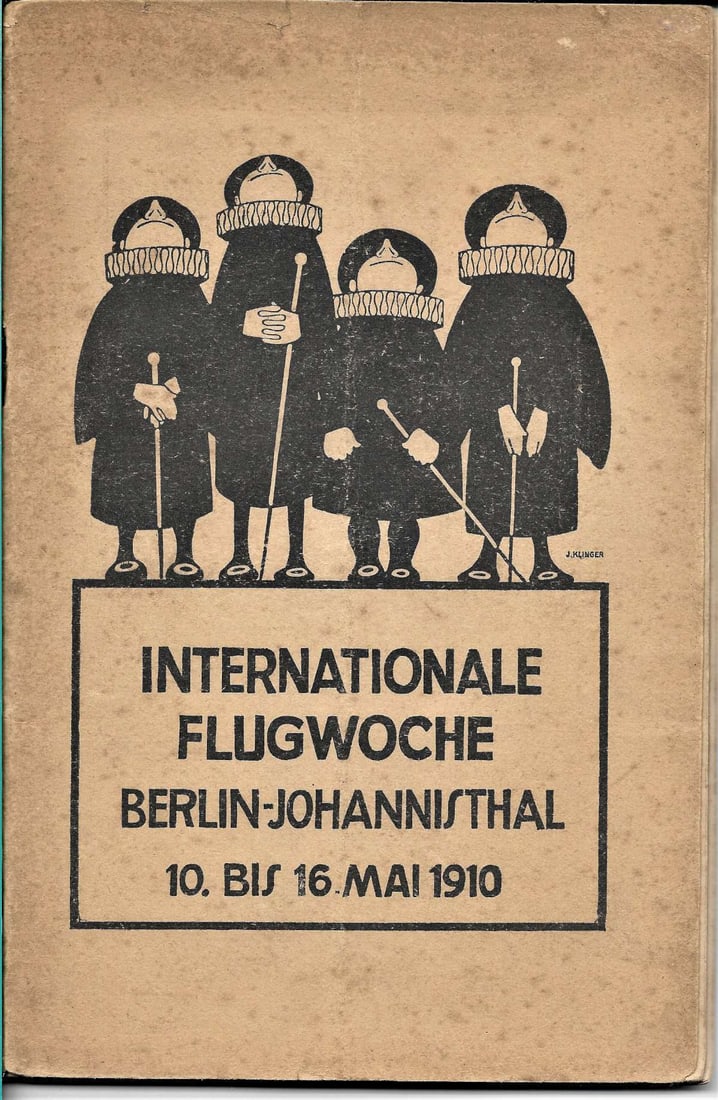 J. KLINGER
INTERNATIONALE
FLUGWOCHE
BERLIN-JOHANNIſTHAL
10. BIſ 16. MAI 1910